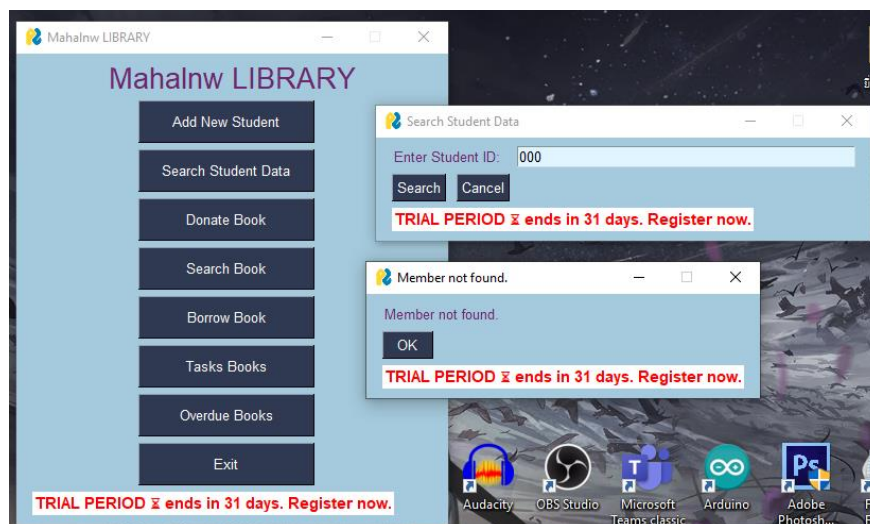 Mahalnw LIBRARY
Mahalnw LIBRARY
Add New Student
Search Student Data
Donate Book
Search Book
Borrow Book
Tasks Books
Overdue Books
Exit
TRIAL PERIOD ⌛ ends in 31 days. Register now.
Search Student Data
Enter Student ID: 000
Search Cancel
TRIAL PERIOD ⌛ ends in 31 days. Register now.
Member not found.
Member not found.
OK
TRIAL PERIOD ⌛ ends in 31 days. Register now.
Audacity
OBS Studio
Microsoft
Teams classic
Arduino
Ps
Adobe
Photosh...